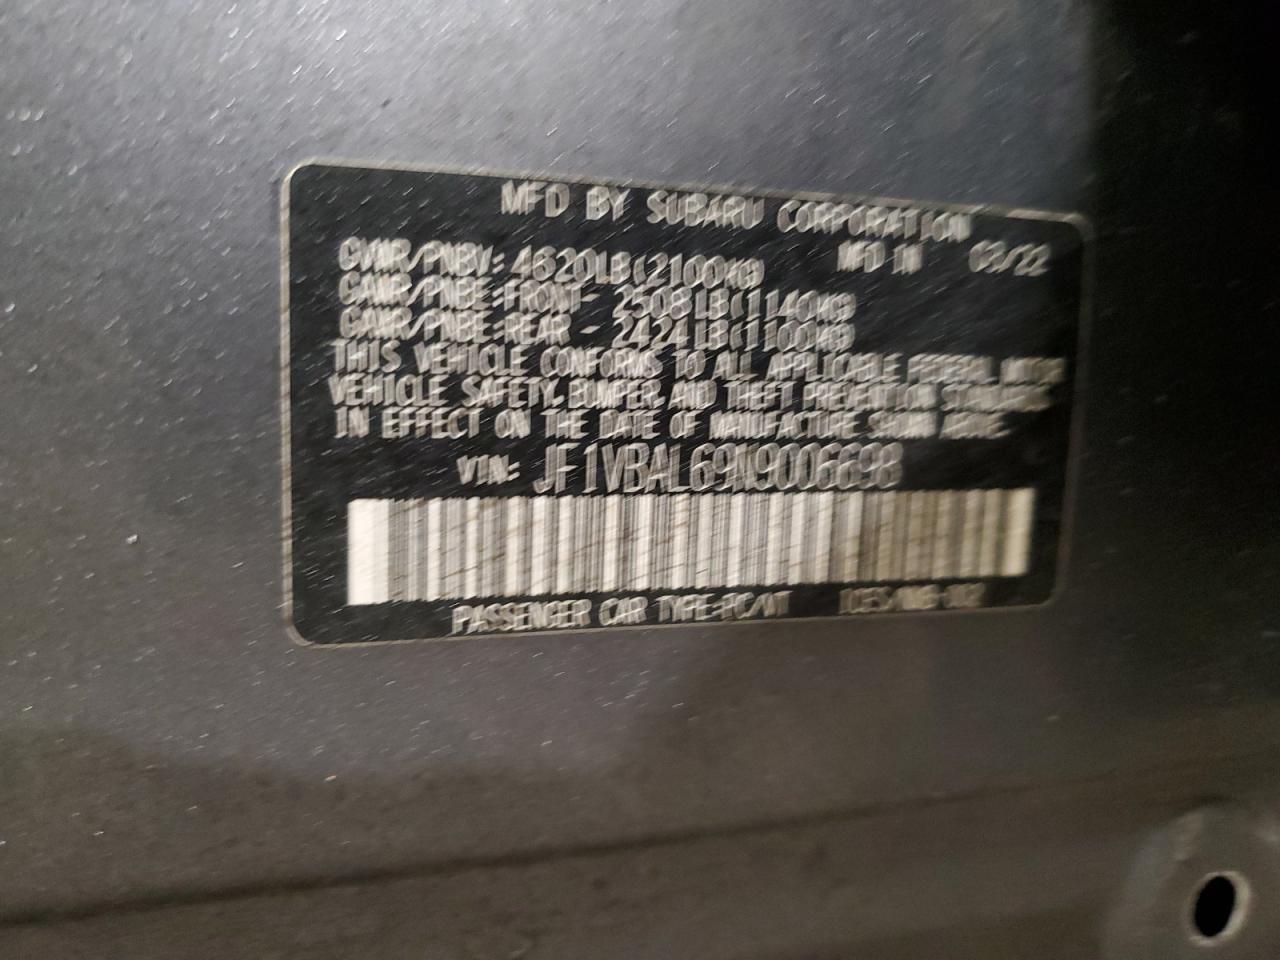 MFD BY SUBARU CORPORATION
MFD IN 03/22
GVWR/PNBV: 4620LB(2100KG)
GAWR/PNBE:FRONT- 2508LB(1140KG)
GAWR/PNBE:REAR - 2424LB(1100KG)
THIS VEHICLE CONFORMS TO ALL APPLICABLE FEDERAL MOTOR
VEHICLE SAFETY, BUMPER, AND THEFT PREVENTION STANDARDS
IN EFFECT ON THE DATE OF MANUFACTURE SHOWN ABOVE.
VIN: JF1VBAL69N9006698
PASSENGER CAR TYPE:PC/VT